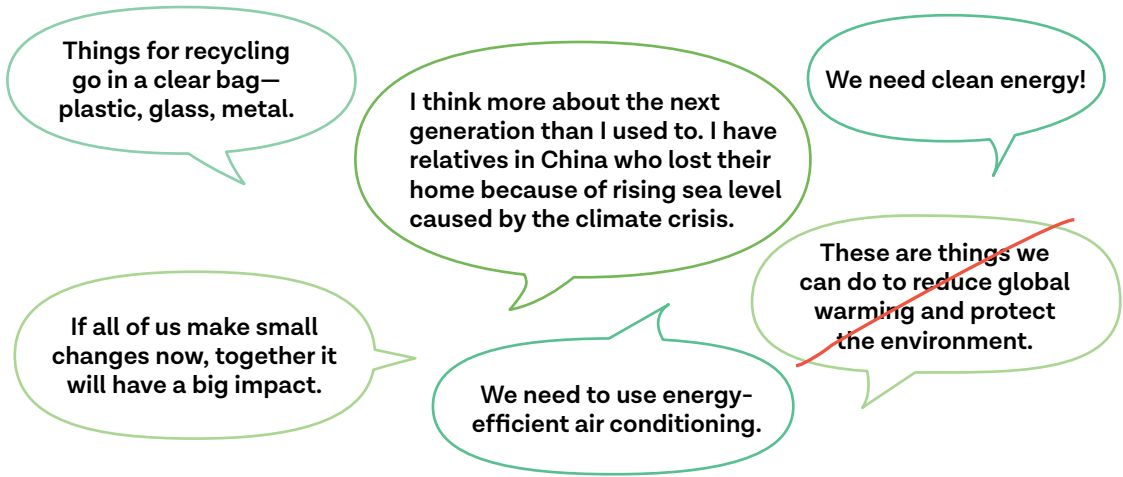 Things for recycling
go in a clear bag—
plastic, glass, metal.
I think more about the next
generation than I used to. I have
relatives in China who lost their
home because of rising sea level
caused by the climate crisis.
We need clean energy!
If all of us make small
changes now, together it
will have a big impact.
We need to use energy-
efficient air conditioning.
These are things we
can do to reduce global
warming and protect
the environment.